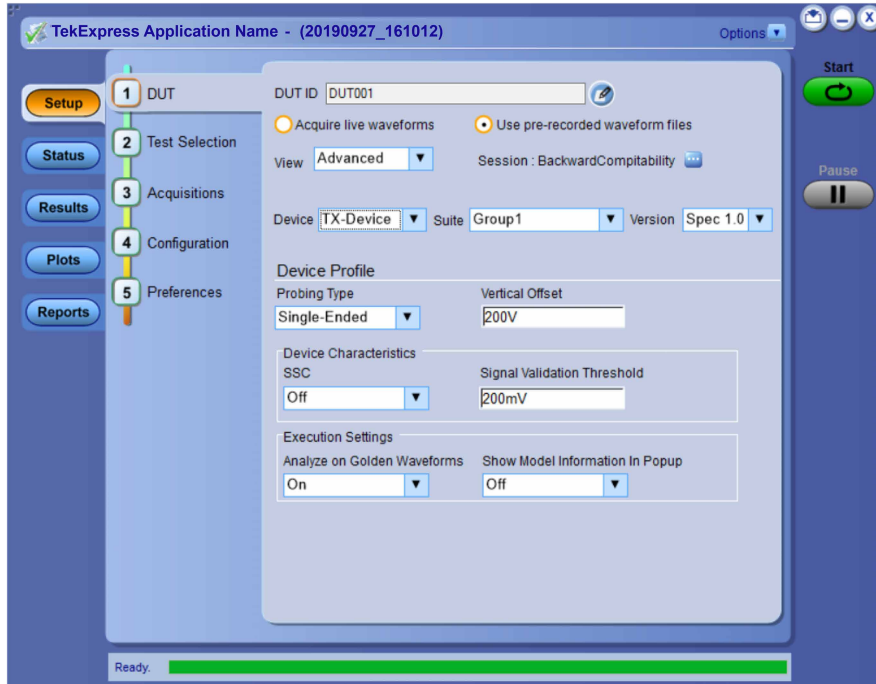 TekExpress Application Name - (20190927_161012)
Options
Setup
Status
Results
Plots
Reports
1 DUT
2 Test Selection
3 Acquisitions
4 Configuration
5 Preferences
DUT ID DUT001
Acquire live waveforms Use pre-recorded waveform files
View Advanced Session : BackwardCompitability
Device TX-Device Suite Group1 Version Spec 1.0
Device Profile
Probing Type Vertical Offset
Single-Ended 200V
Device Characteristics
SSC Signal Validation Threshold
Off 200mV
Execution Settings
Analyze on Golden Waveforms Show Model Information In Popup
On Off
Start
Pause
Ready.